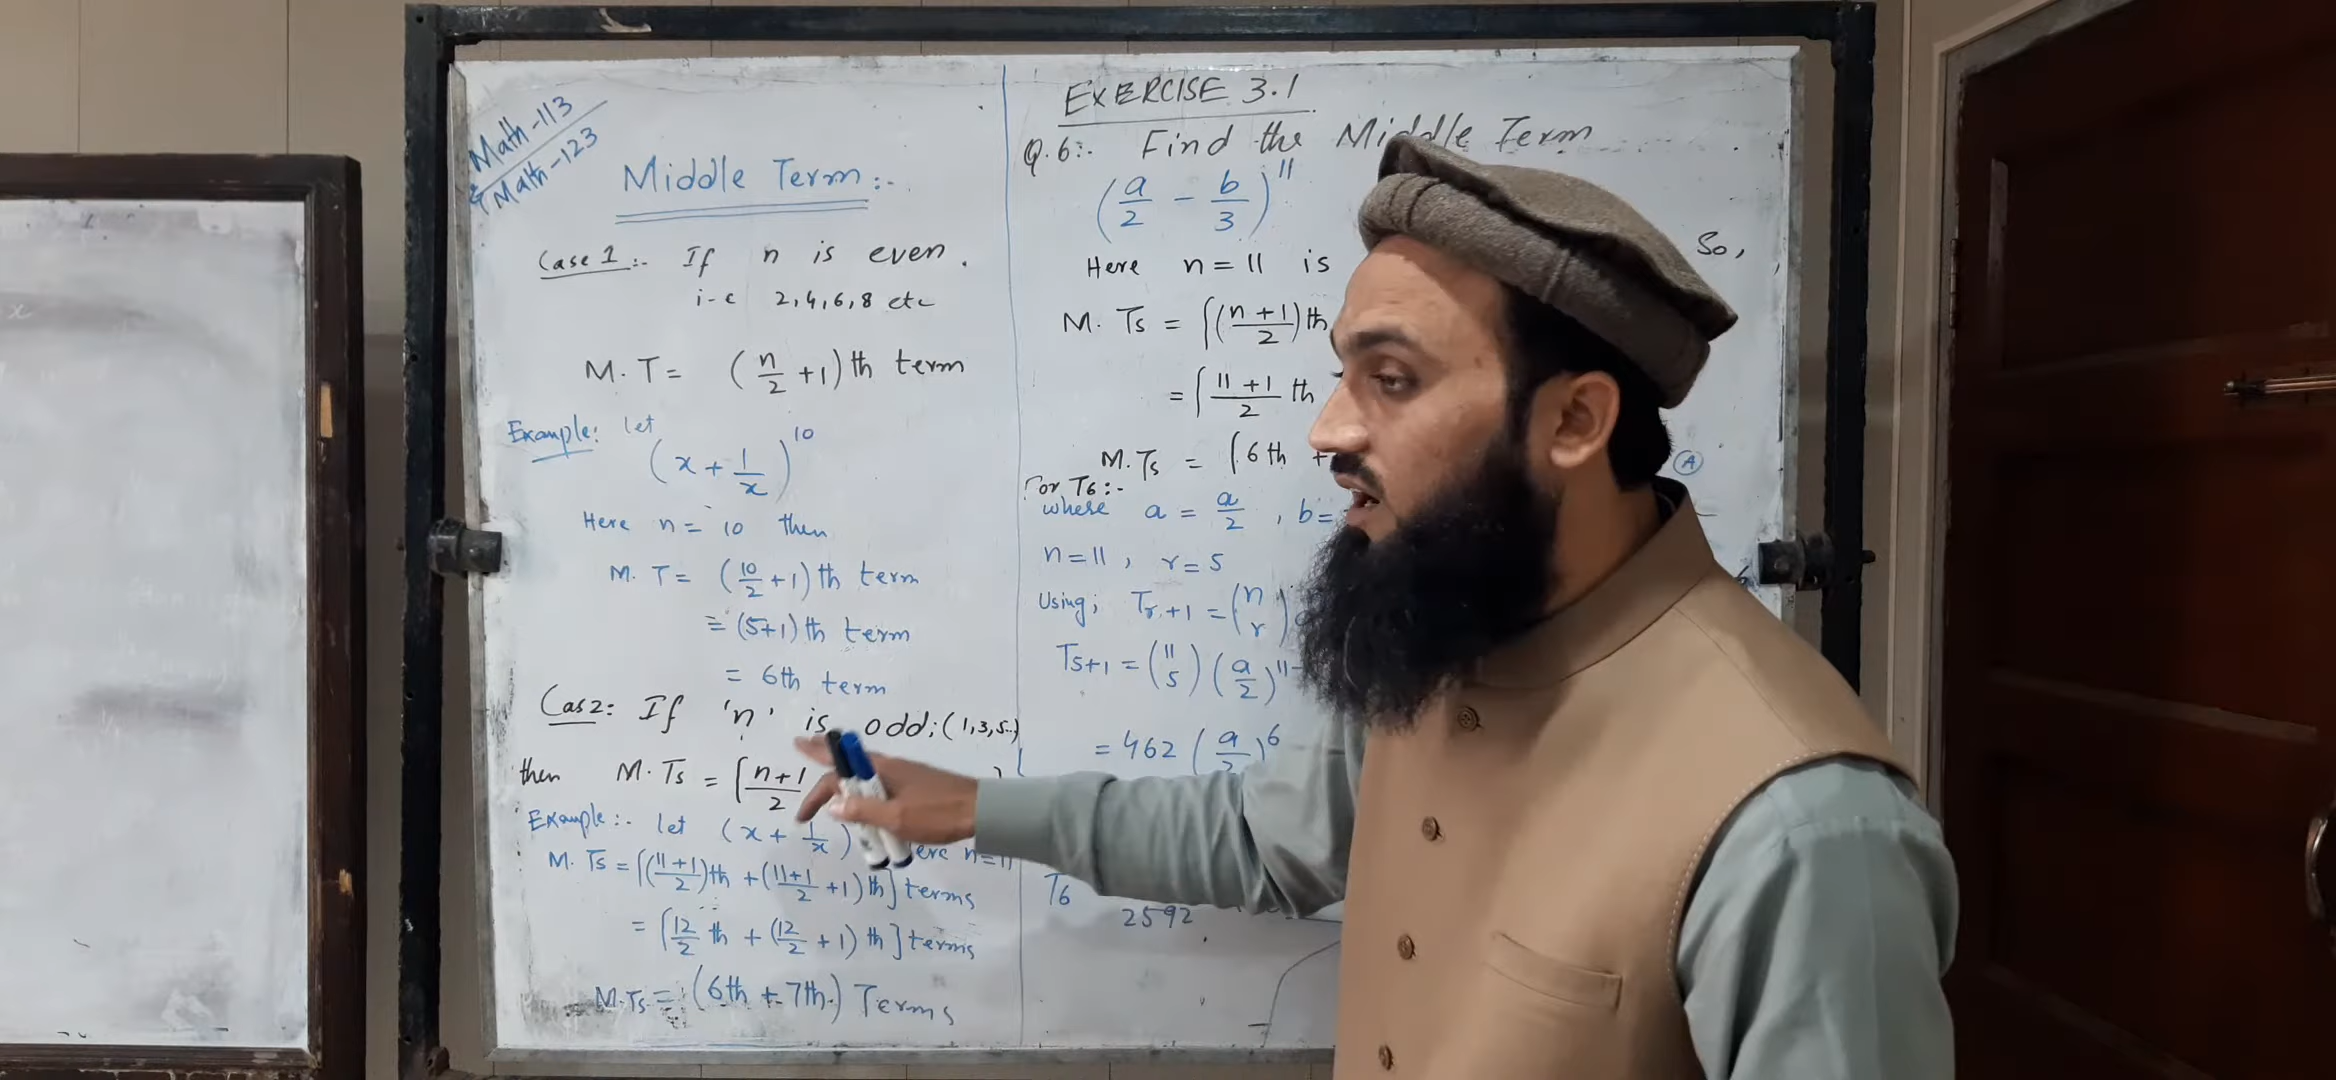 Math-113
& Math-123
Middle Term:-
Case 1:- If n is even.
i-e 2,4,6,8 etc
M.T = (n/2 +1)th term
Example: let
(x + 1/x)^10
Here n = 10 then
M.T = (10/2 +1)th term
= (5+1)th term
= 6th term
Cas2: If 'n' is odd; (1,3,5..)
then M.Ts = [n+1/2
Example:- let (x + 1/x) n=11
M.Ts = [(11+1/2)th + (11+1/2 +1)th] terms
= [12/2 th + (12/2 +1)th] terms
M.Ts = (6th + 7th) Terms
EXERCISE 3.1
Q.6:- Find the Middle Term
(a/2 - b/3)^11
Here n = 11 is So,
M.Ts = [(n+1/2)th
= [11+1/2 th
M.Ts = [6th +
(A)
For T6:-
where a = a/2 , b =
n = 11 , r = 5
Using; Tr+1 = (n r)
T5+1 = (11 5) (a/2)^11-
= 462 (a/2)^6
T6
2592